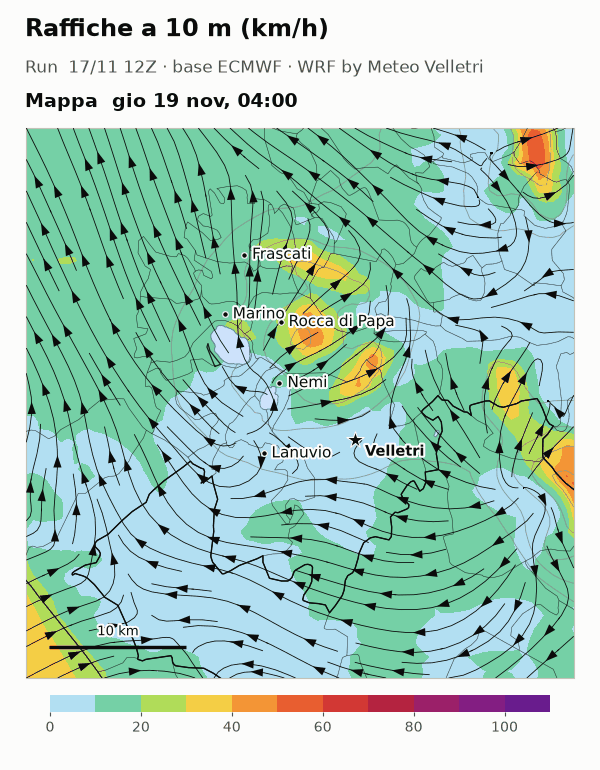 Raffiche a 10 m (km/h)
Run 17/11 12Z · base ECMWF · WRF by Meteo Velletri
Mappa gio 19 nov, 04:00
Frascati
Marino
Rocca di Papa
Nemi
Velletri
Lanuvio
10 km
0 20 40 60 80 100